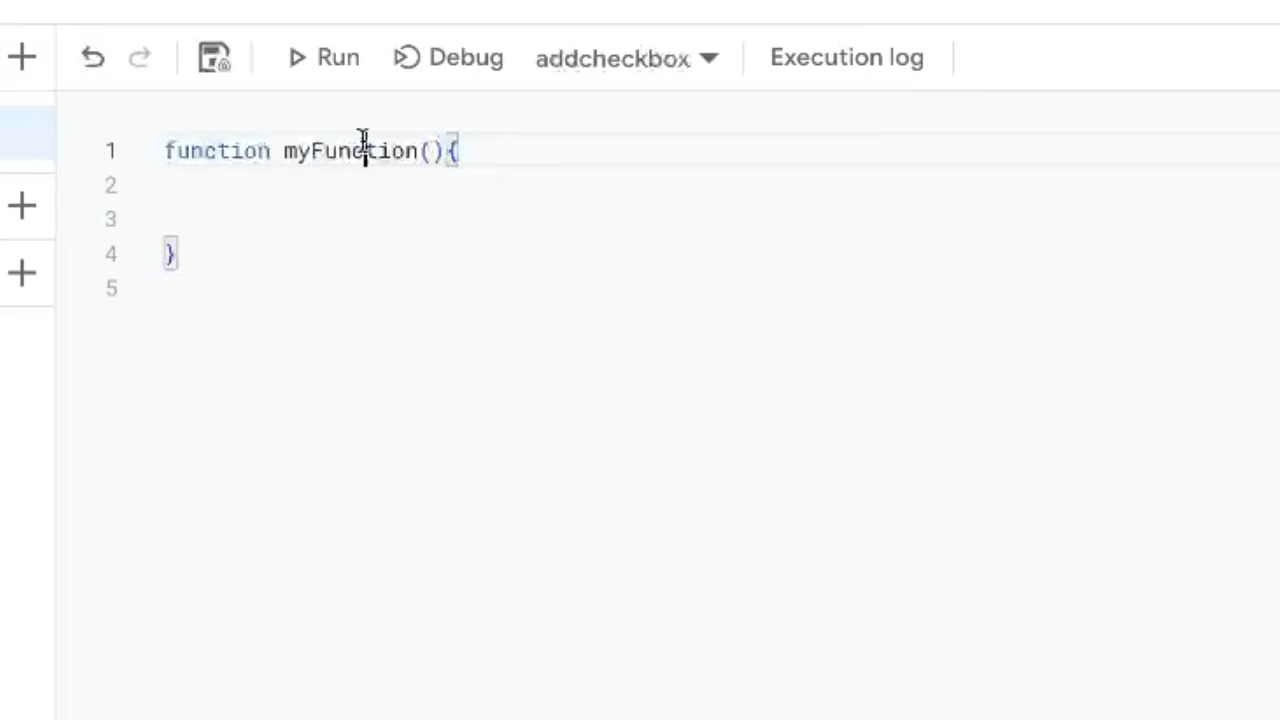 Run Debug addcheckbox Execution log
1 function myFunction(){
2
3
4 }
5